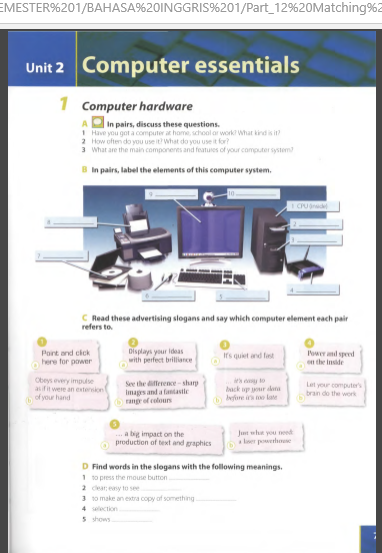 EMESTER%201/BAHASA%20INGGRIS%201/Part_12%20Matching%2
Unit 2
Computer essentials
1 Computer hardware
A In pairs, discuss these questions.
1 Have you got a computer at home, school or work? What kind is it?
2 How often do you use it? What do you use it for?
3 What are the main components and features of your computer system?
B In pairs, label the elements of this computer system.
9
10
1 CPU (inside)
8
2
3
7
4
6
5
C Read these advertising slogans and say which computer element each pair
refers to.
1
Point and click
here for power
a
2
Displays your ideas
with perfect brilliance
a
3
It's quiet and fast
a
4
Power and speed
on the inside
a
Obeys every impulse
as if it were an extension
of your hand
b
See the difference – sharp
images and a fantastic
range of colours
b
it's easy to
back up your data
before it's too late
b
Let your computer's
brain do the work
b
5
... a big impact on the
production of text and graphics
a
Just what you need:
a laser powerhouse
b
D Find words in the slogans with the following meanings.
1 to press the mouse button
2 clear; easy to see
3 to make an extra copy of something
4 selection
5 shows